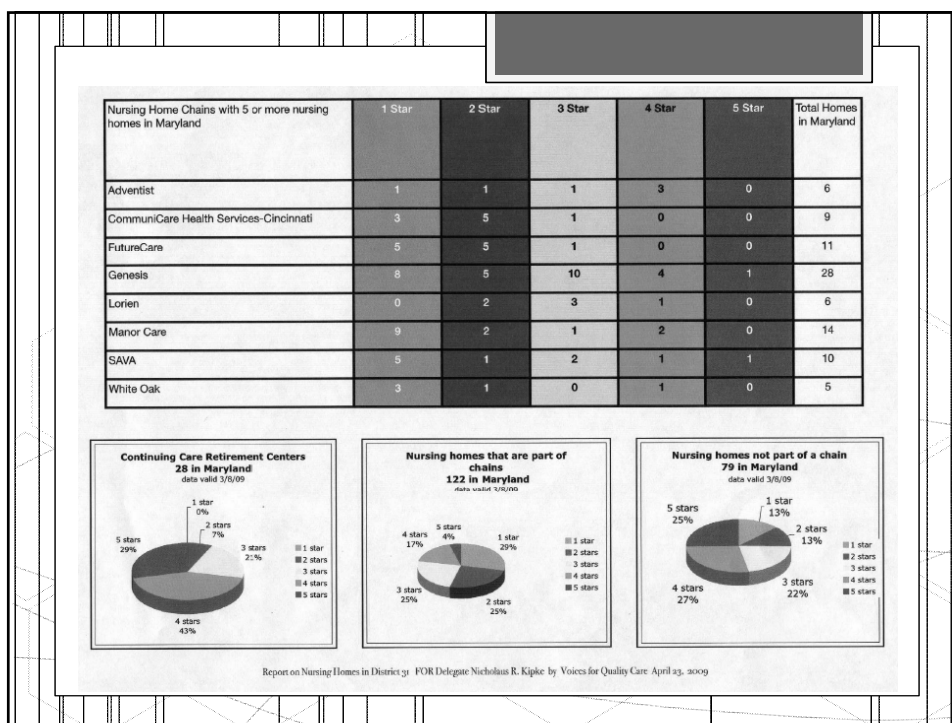 Nursing Home Chains with 5 or more nursing homes in Maryland 1 Star 2 Star 3 Star 4 Star 5 Star Total Homes in Maryland
Adventist 1 1 1 3 0 6
CommuniCare Health Services-Cincinnati 3 5 1 0 0 9
FutureCare 5 5 1 0 0 11
Genesis 8 5 10 4 1 28
Lorien 0 2 3 1 0 6
Manor Care 9 2 1 2 0 14
SAVA 5 1 2 1 1 10
White Oak 3 1 0 1 0 5
Continuing Care Retirement Centers
28 in Maryland
data valid 3/8/09
1 star
0%
2 stars
7%
3 stars
21%
4 stars
43%
5 stars
29%
1 star
2 stars
3 stars
4 stars
5 stars
Nursing homes that are part of
chains
122 in Maryland
data valid 3/8/09
1 star
29%
2 stars
25%
3 stars
25%
4 stars
17%
5 stars
4%
1 star
2 stars
3 stars
4 stars
5 stars
Nursing homes not part of a chain
79 in Maryland
data valid 3/8/09
1 star
13%
2 stars
13%
3 stars
22%
4 stars
27%
5 stars
25%
1 star
2 stars
3 stars
4 stars
5 stars
Report on Nursing Homes in District 31 FOR Delegate Nicholaus R. Kipke by Voices for Quality Care April 23, 2009